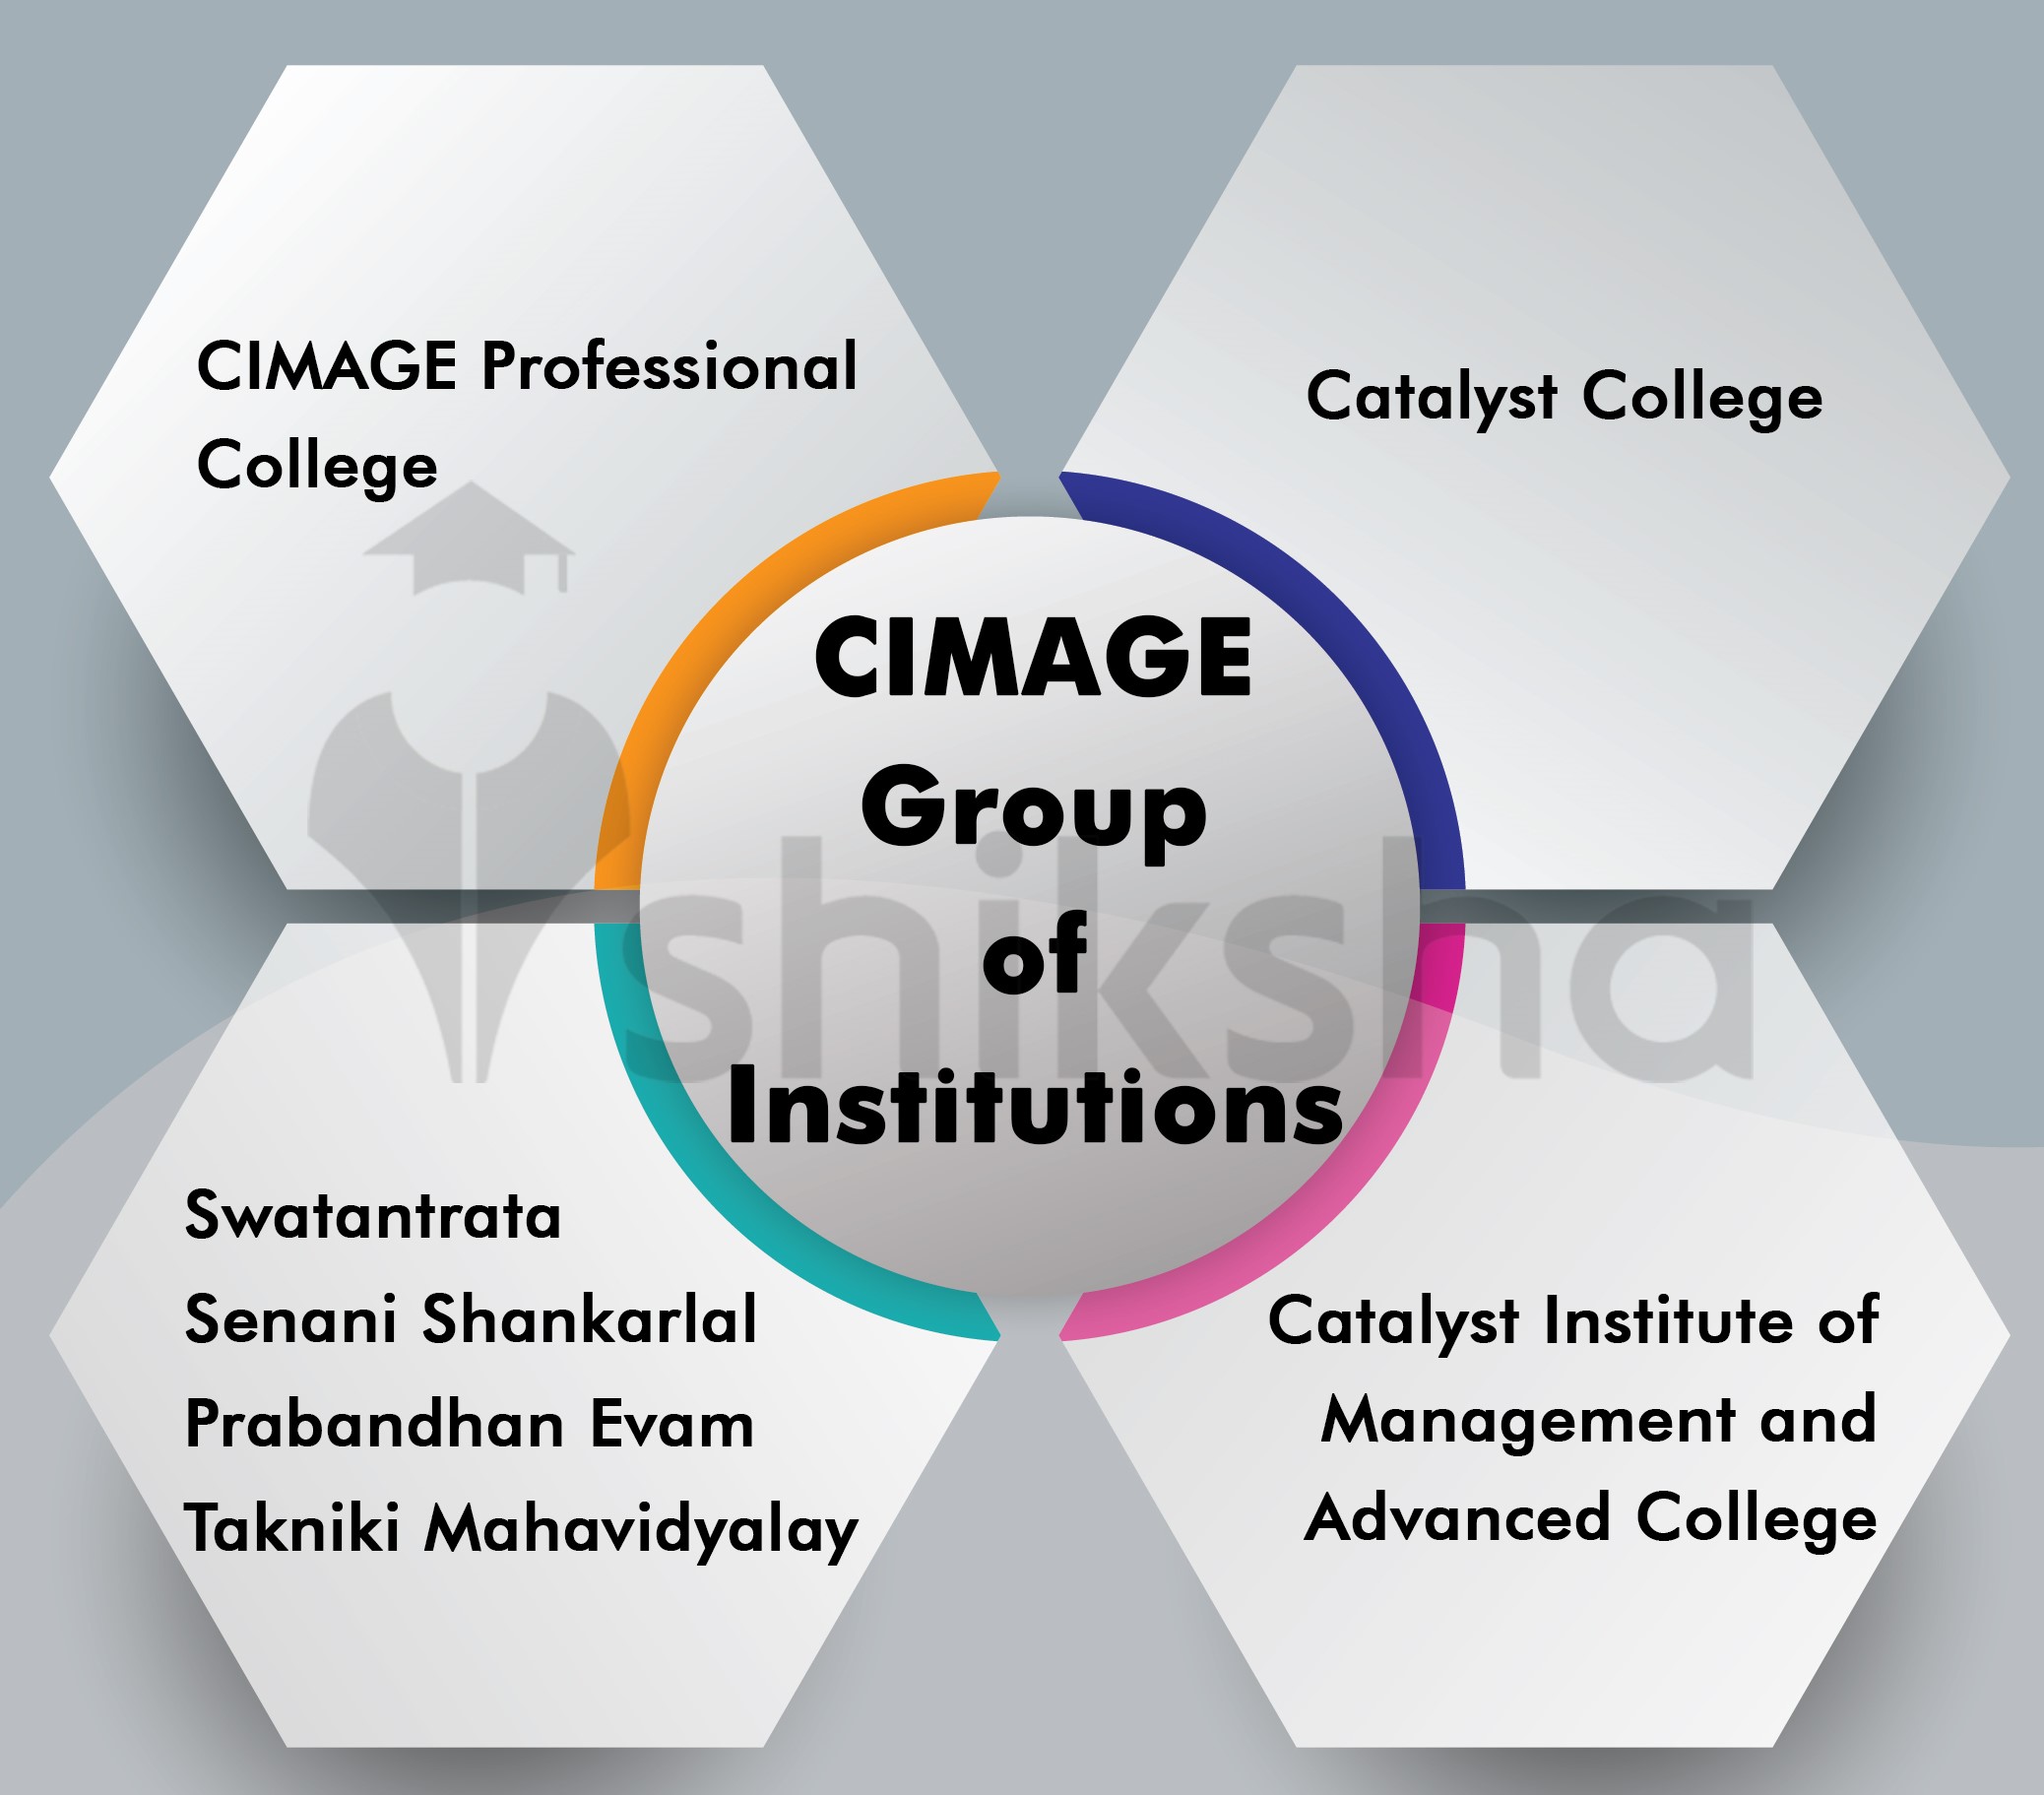 CIMAGE Professional
College
Catalyst College
CIMAGE
Group
of
Institutions
shiksha
Swatantrata
Senani Shankarlal
Prabandhan Evam
Takniki Mahavidyalay
Catalyst Institute of
Management and
Advanced College